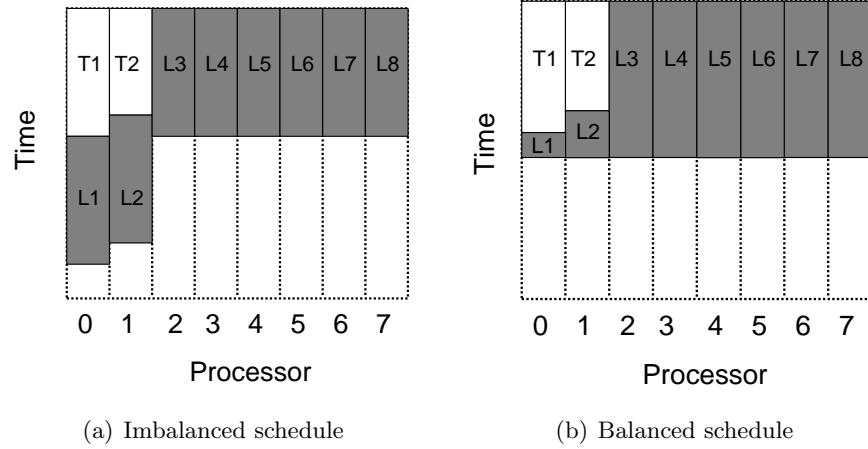 T1 T2 L3 L4 L5 L6 L7 L8
L1 L2
Time
0 1 2 3 4 5 6 7
Processor
(a) Imbalanced schedule
T1 T2 L3 L4 L5 L6 L7 L8
L1 L2
Time
0 1 2 3 4 5 6 7
Processor
(b) Balanced schedule